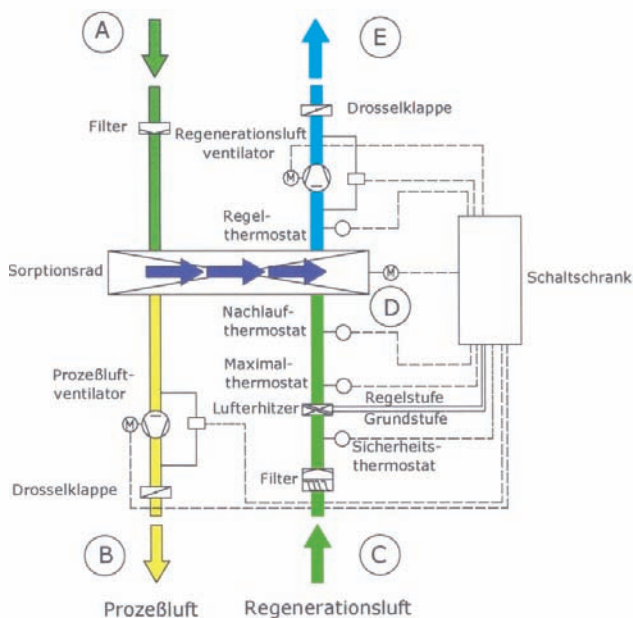 A
E
Filter
Drosselklappe
Regenerationsluft
ventilator
M
Regel-
thermostat
Sorptionsrad
M
Schaltschrank
D
Nachlauf-
thermostat
Prozeßluft-
ventilator
Maximal-
thermostat
Regelstufe
Lufterhitzer
Grundstufe
M
Sicherheits-
thermostat
Filter
Drosselklappe
B
C
Prozeßluft
Regenerationsluft